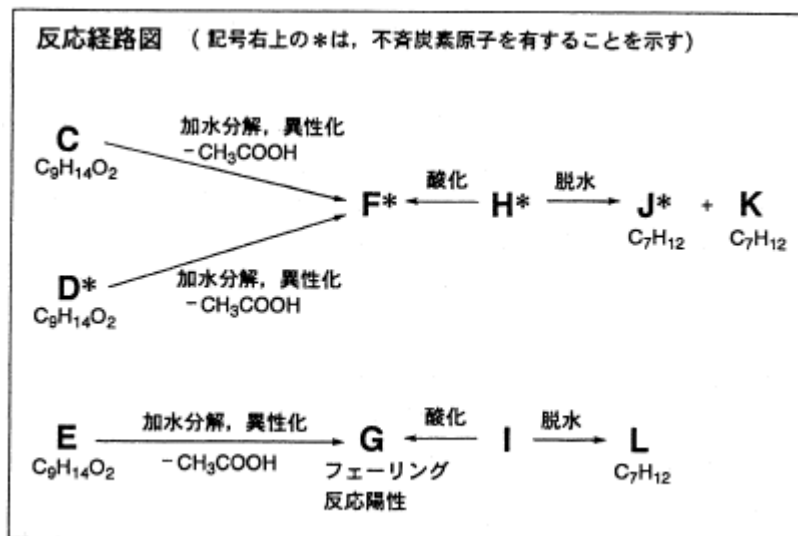 反応経路図 (記号右上の*は，不斉炭素原子を有することを示す)
C
C₉H₁₄O₂
加水分解，異性化
−CH₃COOH
F* 酸化 H* 脱水 J* + K
C₇H₁₂ C₇H₁₂
D*
C₉H₁₄O₂
加水分解，異性化
−CH₃COOH
E
C₉H₁₄O₂
加水分解，異性化
−CH₃COOH
G 酸化 I 脱水 L
フェーリング
反応陽性
C₇H₁₂